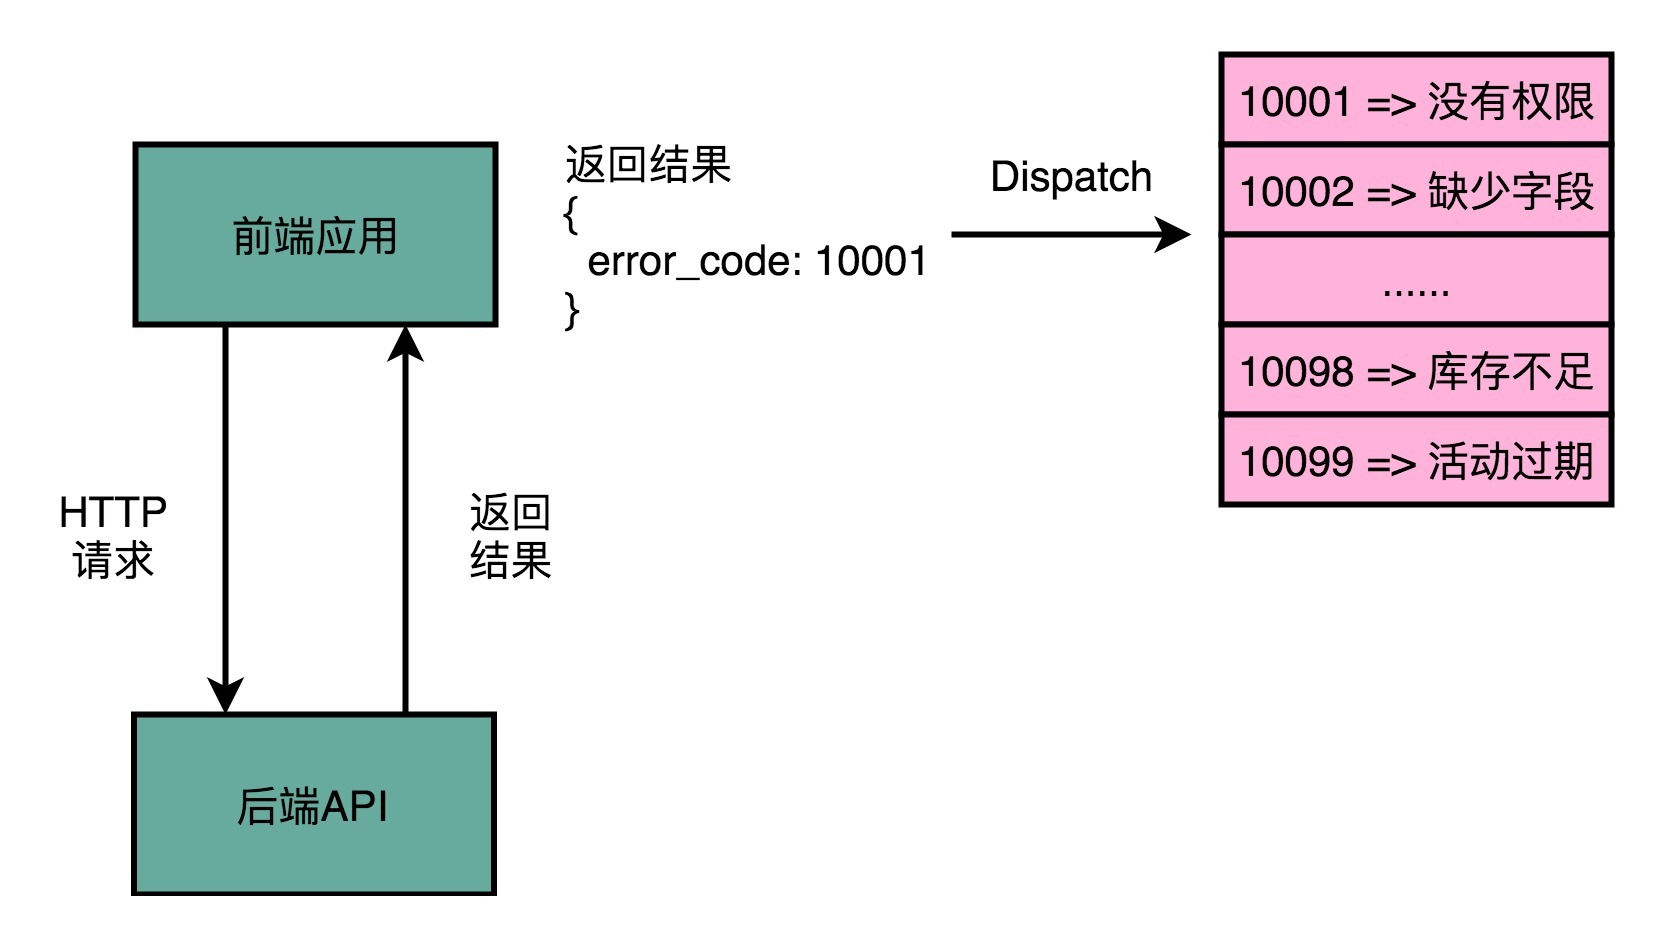 前端应用
返回结果
{
error_code: 10001
}
Dispatch
10001 => 没有权限
10002 => 缺少字段
......
10098 => 库存不足
10099 => 活动过期
HTTP
请求
返回
结果
后端API